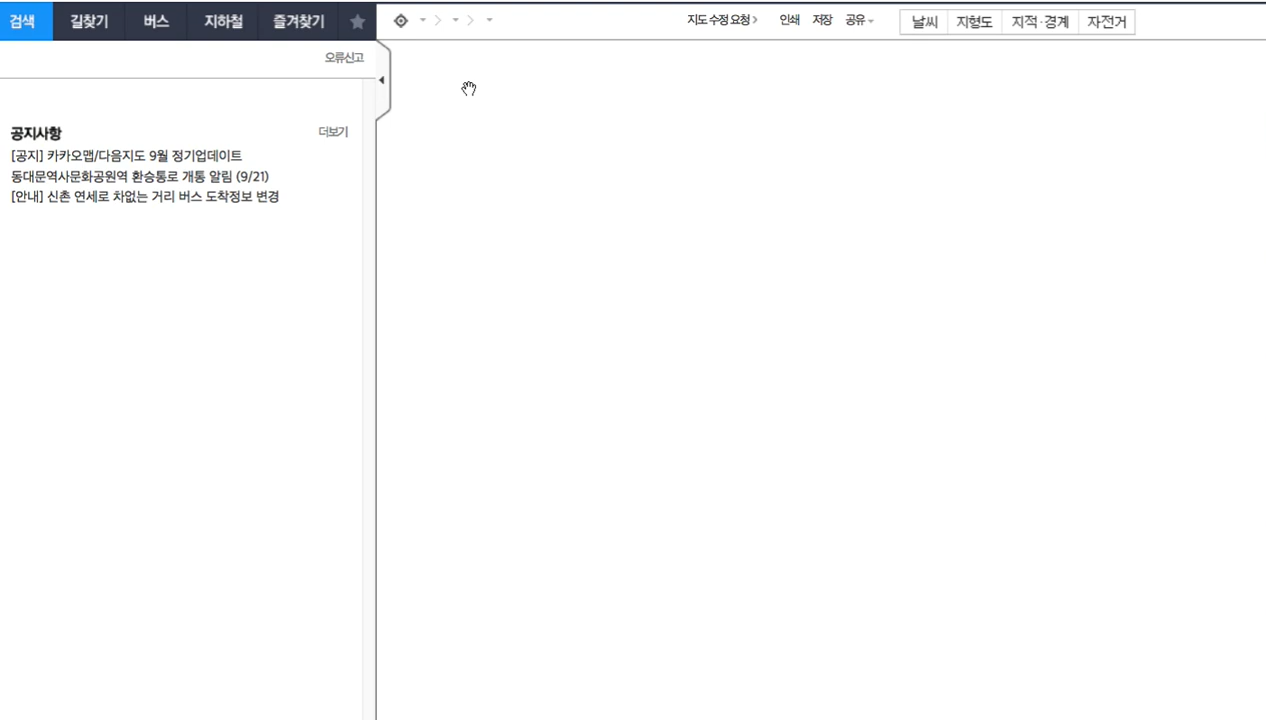 검색 길찾기 버스 지하철 즐겨찾기 지도 수정 요청 인쇄 저장 공유 날씨 지형도 지적·경계 자전거
오류신고
공지사항 더보기
[공지] 카카오맵/다음지도 9월 정기업데이트
동대문역사문화공원역 환승통로 개통 알림 (9/21)
[안내] 신촌 연세로 차없는 거리 버스 도착정보 변경